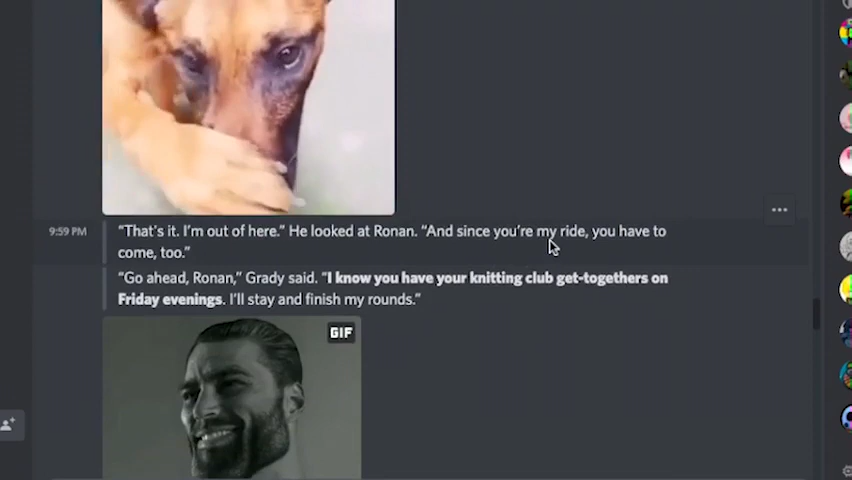 9:59 PM
“That’s it. I’m out of here.” He looked at Ronan. “And since you’re my ride, you have to
come, too.”
“Go ahead, Ronan,” Grady said. “I know you have your knitting club get-togethers on
Friday evenings. I’ll stay and finish my rounds.”
GIF